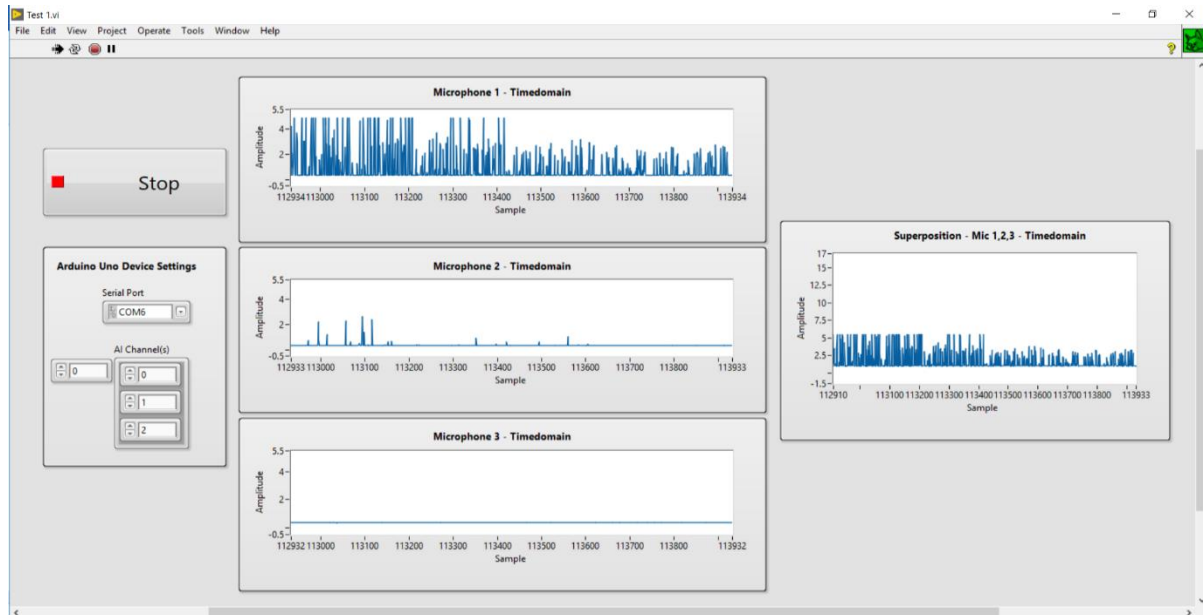 Test 1.vi
File Edit View Project Operate Tools Window Help
Stop
Arduino Uno Device Settings
Serial Port
COM6
AI Channel(s)
0
0
1
2
Microphone 1 - Timedomain
Amplitude
5.5
4
2
-0.5
112934 113000 113100 113200 113300 113400 113500 113600 113700 113800 113934
Sample
Microphone 2 - Timedomain
Amplitude
5.5
4
2
-0.5
112933 113000 113100 113200 113300 113400 113500 113600 113700 113800 113933
Sample
Microphone 3 - Timedomain
Amplitude
5.5
4
2
-0.5
112932 113000 113100 113200 113300 113400 113500 113600 113700 113800 113932
Sample
Superposition - Mic 1,2,3 - Timedomain
Amplitude
17
15
12.5
10
7.5
5
2.5
-1.5
112910 113100 113200 113300 113400 113500 113600 113700 113800 113933
Sample